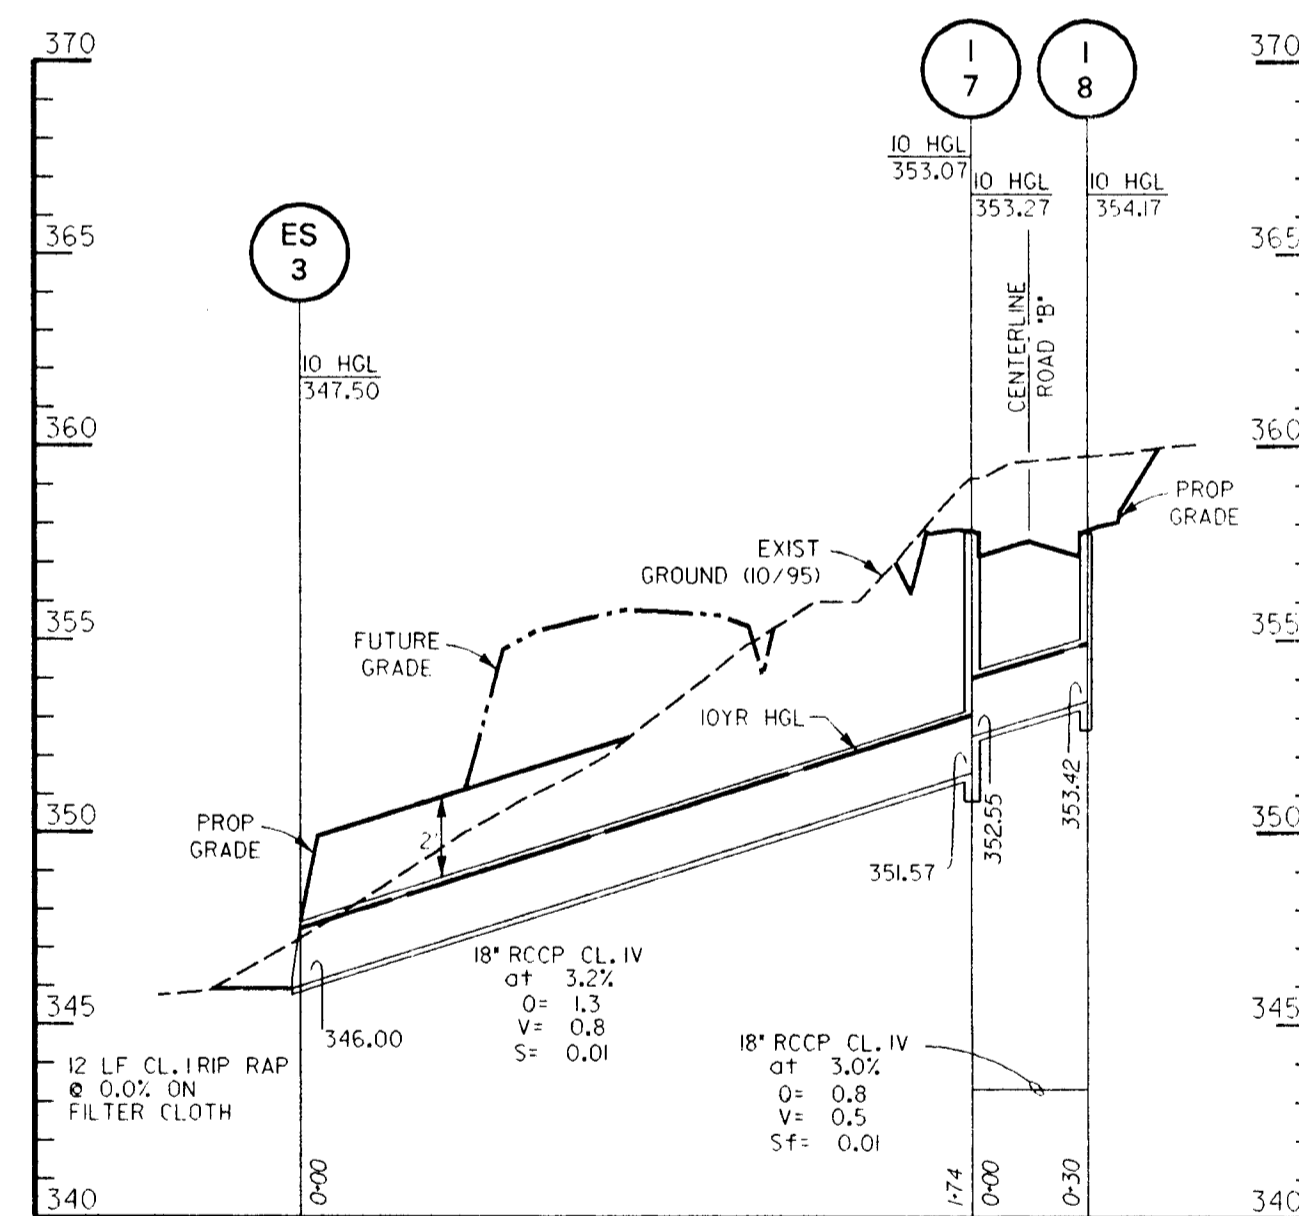 370
370
I
7
I
8
10 HGL
353.07
10 HGL
353.27
10 HGL
354.17
365
365
ES
3
10 HGL
347.50
CENTERLINE
ROAD "B"
360
360
PROP
GRADE
EXIST
GROUND (10/95)
355
355
FUTURE
GRADE
10YR HGL
350
350
PROP
GRADE
2'
351.57
352.55
353.42
18" RCCP CL. IV
at 3.2%
Q= 1.3
V= 0.8
S= 0.01
345
345
346.00
18" RCCP CL. IV
at 3.0%
Q= 0.8
V= 0.5
Sf= 0.01
12 LF CL. I RIP RAP
@ 0.0% ON
FILTER CLOTH
340
340
0+00
1+74
0+00
0+30